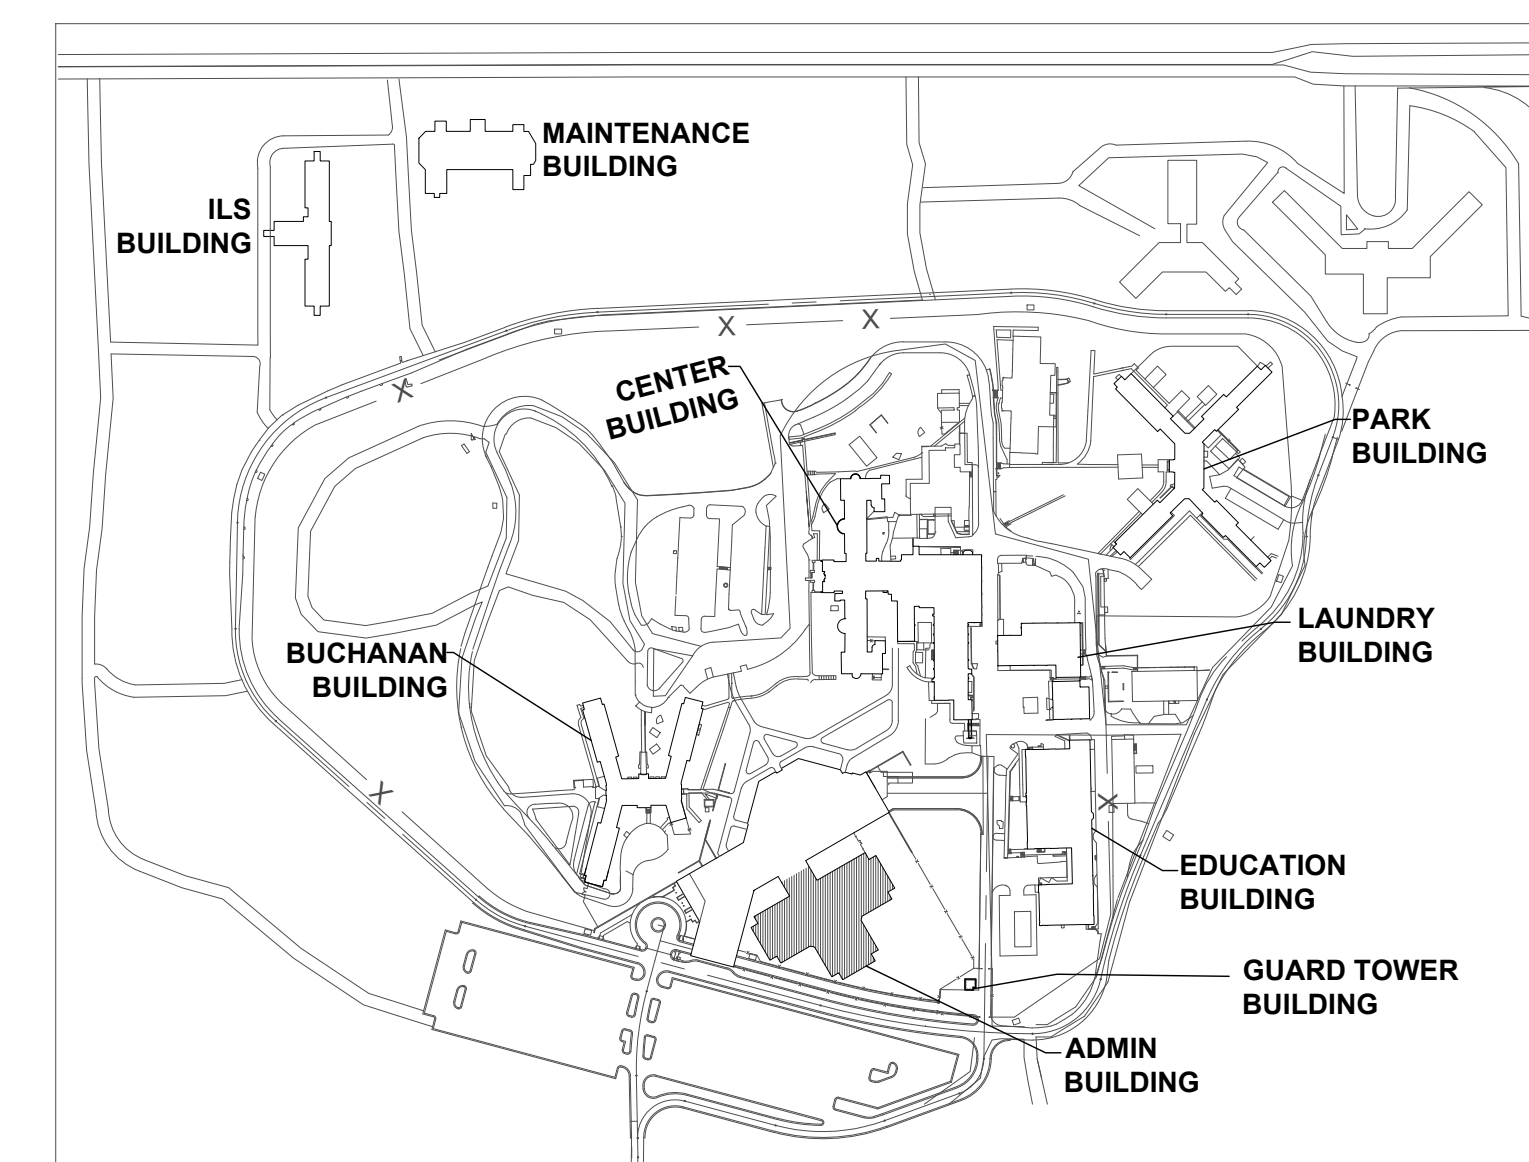 MAINTENANCE
BUILDING
ILS
BUILDING
X
X
X
CENTER
BUILDING
PARK
BUILDING
LAUNDRY
BUILDING
BUCHANAN
BUILDING
X
X
EDUCATION
BUILDING
GUARD TOWER
BUILDING
ADMIN
BUILDING